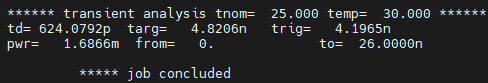 ****** transient analysis tnom= 25.000 temp= 30.000 ******
td= 624.0792p targ= 4.8206n trig= 4.1965n
pwr= 1.6866m from= 0. to= 26.0000n
***** job concluded